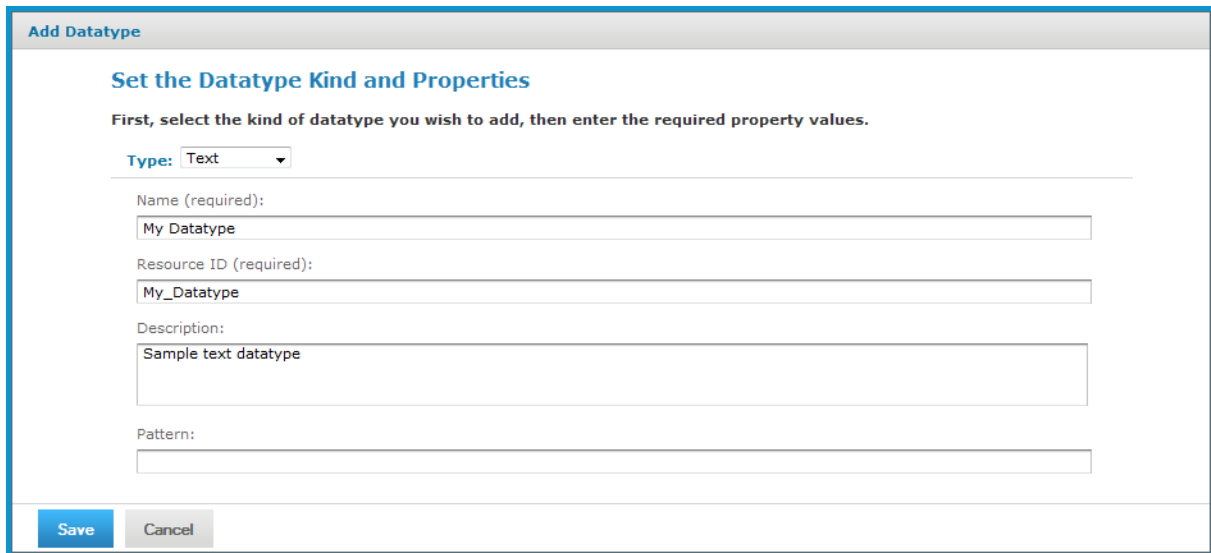 Add Datatype
Set the Datatype Kind and Properties
First, select the kind of datatype you wish to add, then enter the required property values.
Type: Text
Name (required):
My Datatype
Resource ID (required):
My_Datatype
Description:
Sample text datatype
Pattern:
Save Cancel